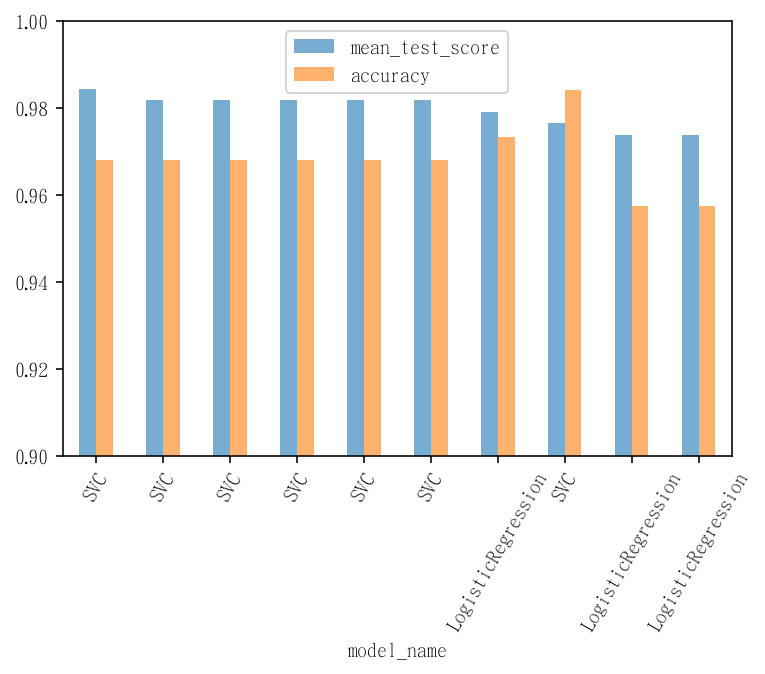 1.00
mean_test_score
accuracy
0.98
0.96
0.94
0.92
0.90
SVC
SVC
SVC
SVC
SVC
SVC
LogisticRegression
SVC
LogisticRegression
LogisticRegression
model_name